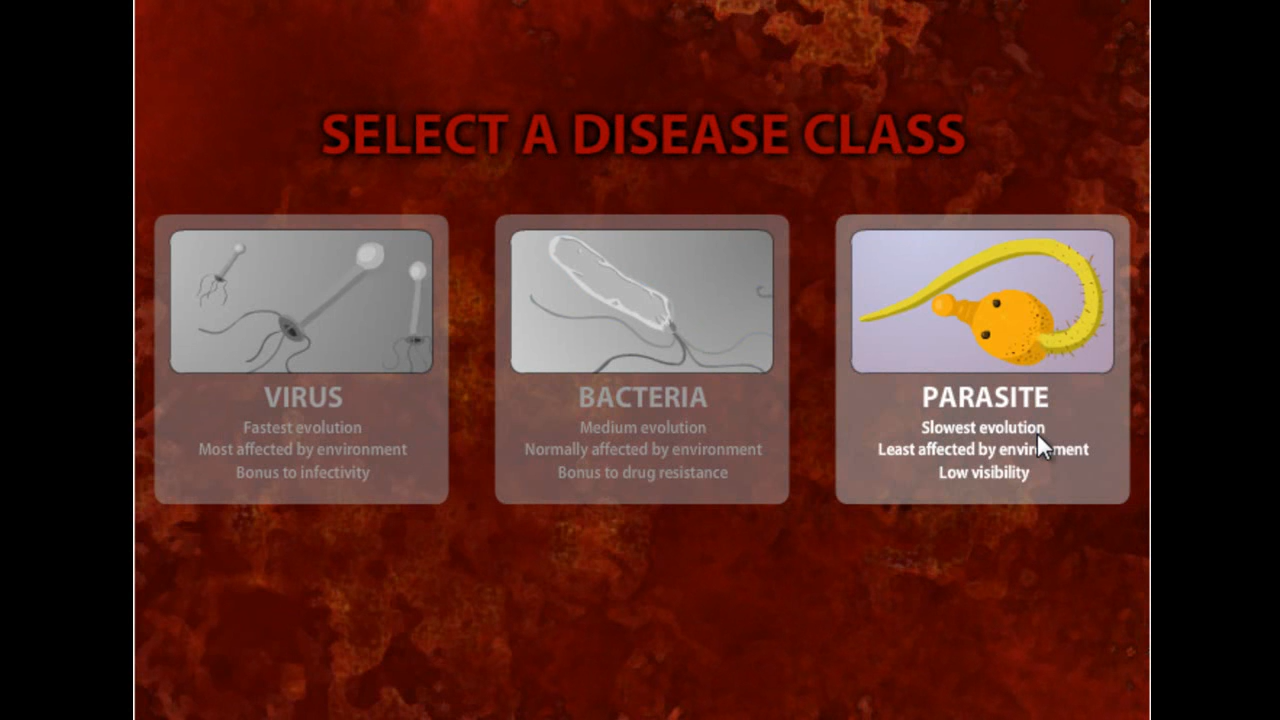 SELECT A DISEASE CLASS
VIRUS
Fastest evolution
Most affected by environment
Bonus to infectivity
BACTERIA
Medium evolution
Normally affected by environment
Bonus to drug resistance
PARASITE
Slowest evolution
Least affected by environment
Low visibility